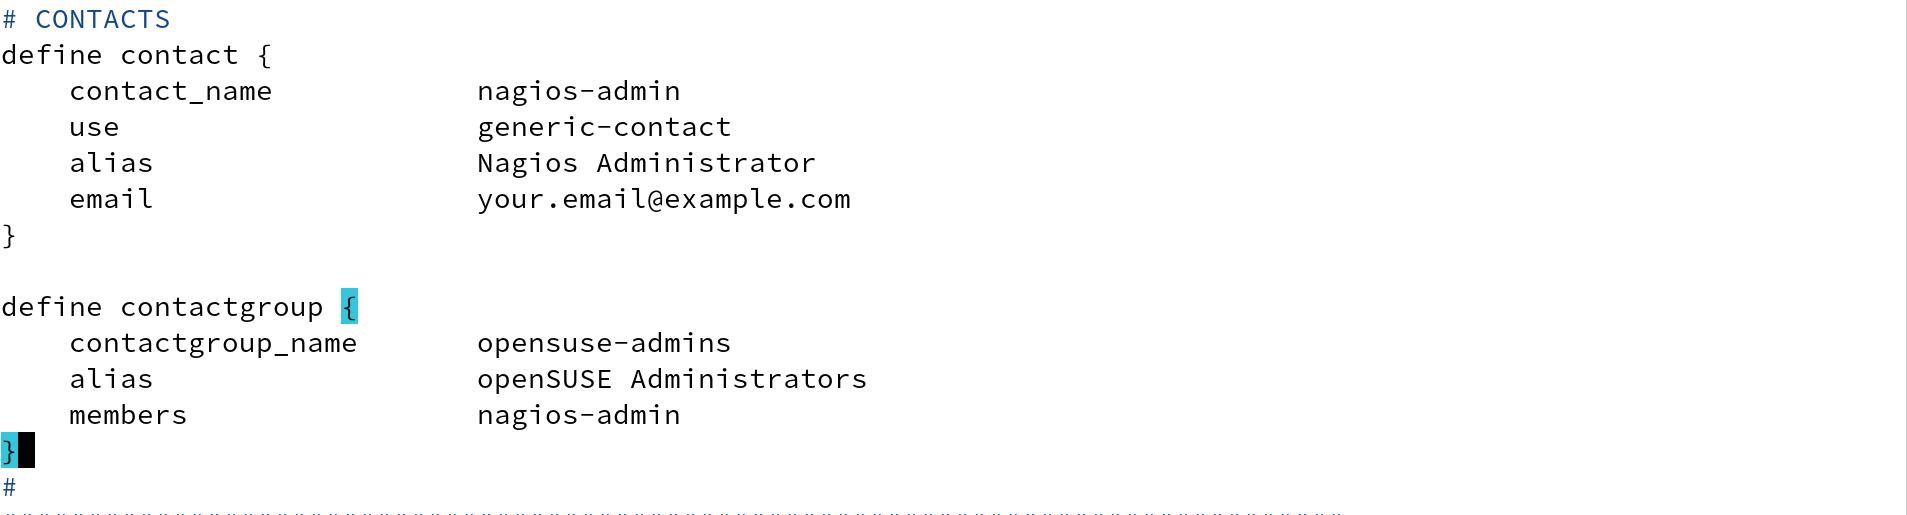 # CONTACTS
define contact {
    contact_name            nagios-admin
    use                     generic-contact
    alias                   Nagios Administrator
    email                   your.email@example.com
}

define contactgroup {
    contactgroup_name       opensuse-admins
    alias                   openSUSE Administrators
    members                 nagios-admin
}
#